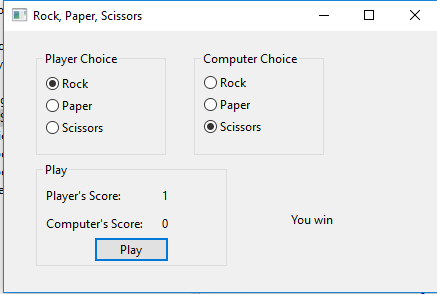 Rock, Paper, Scissors
Player Choice
Rock
Paper
Scissors
Computer Choice
Rock
Paper
Scissors
Play
Player's Score: 1
Computer's Score: 0
Play
You win